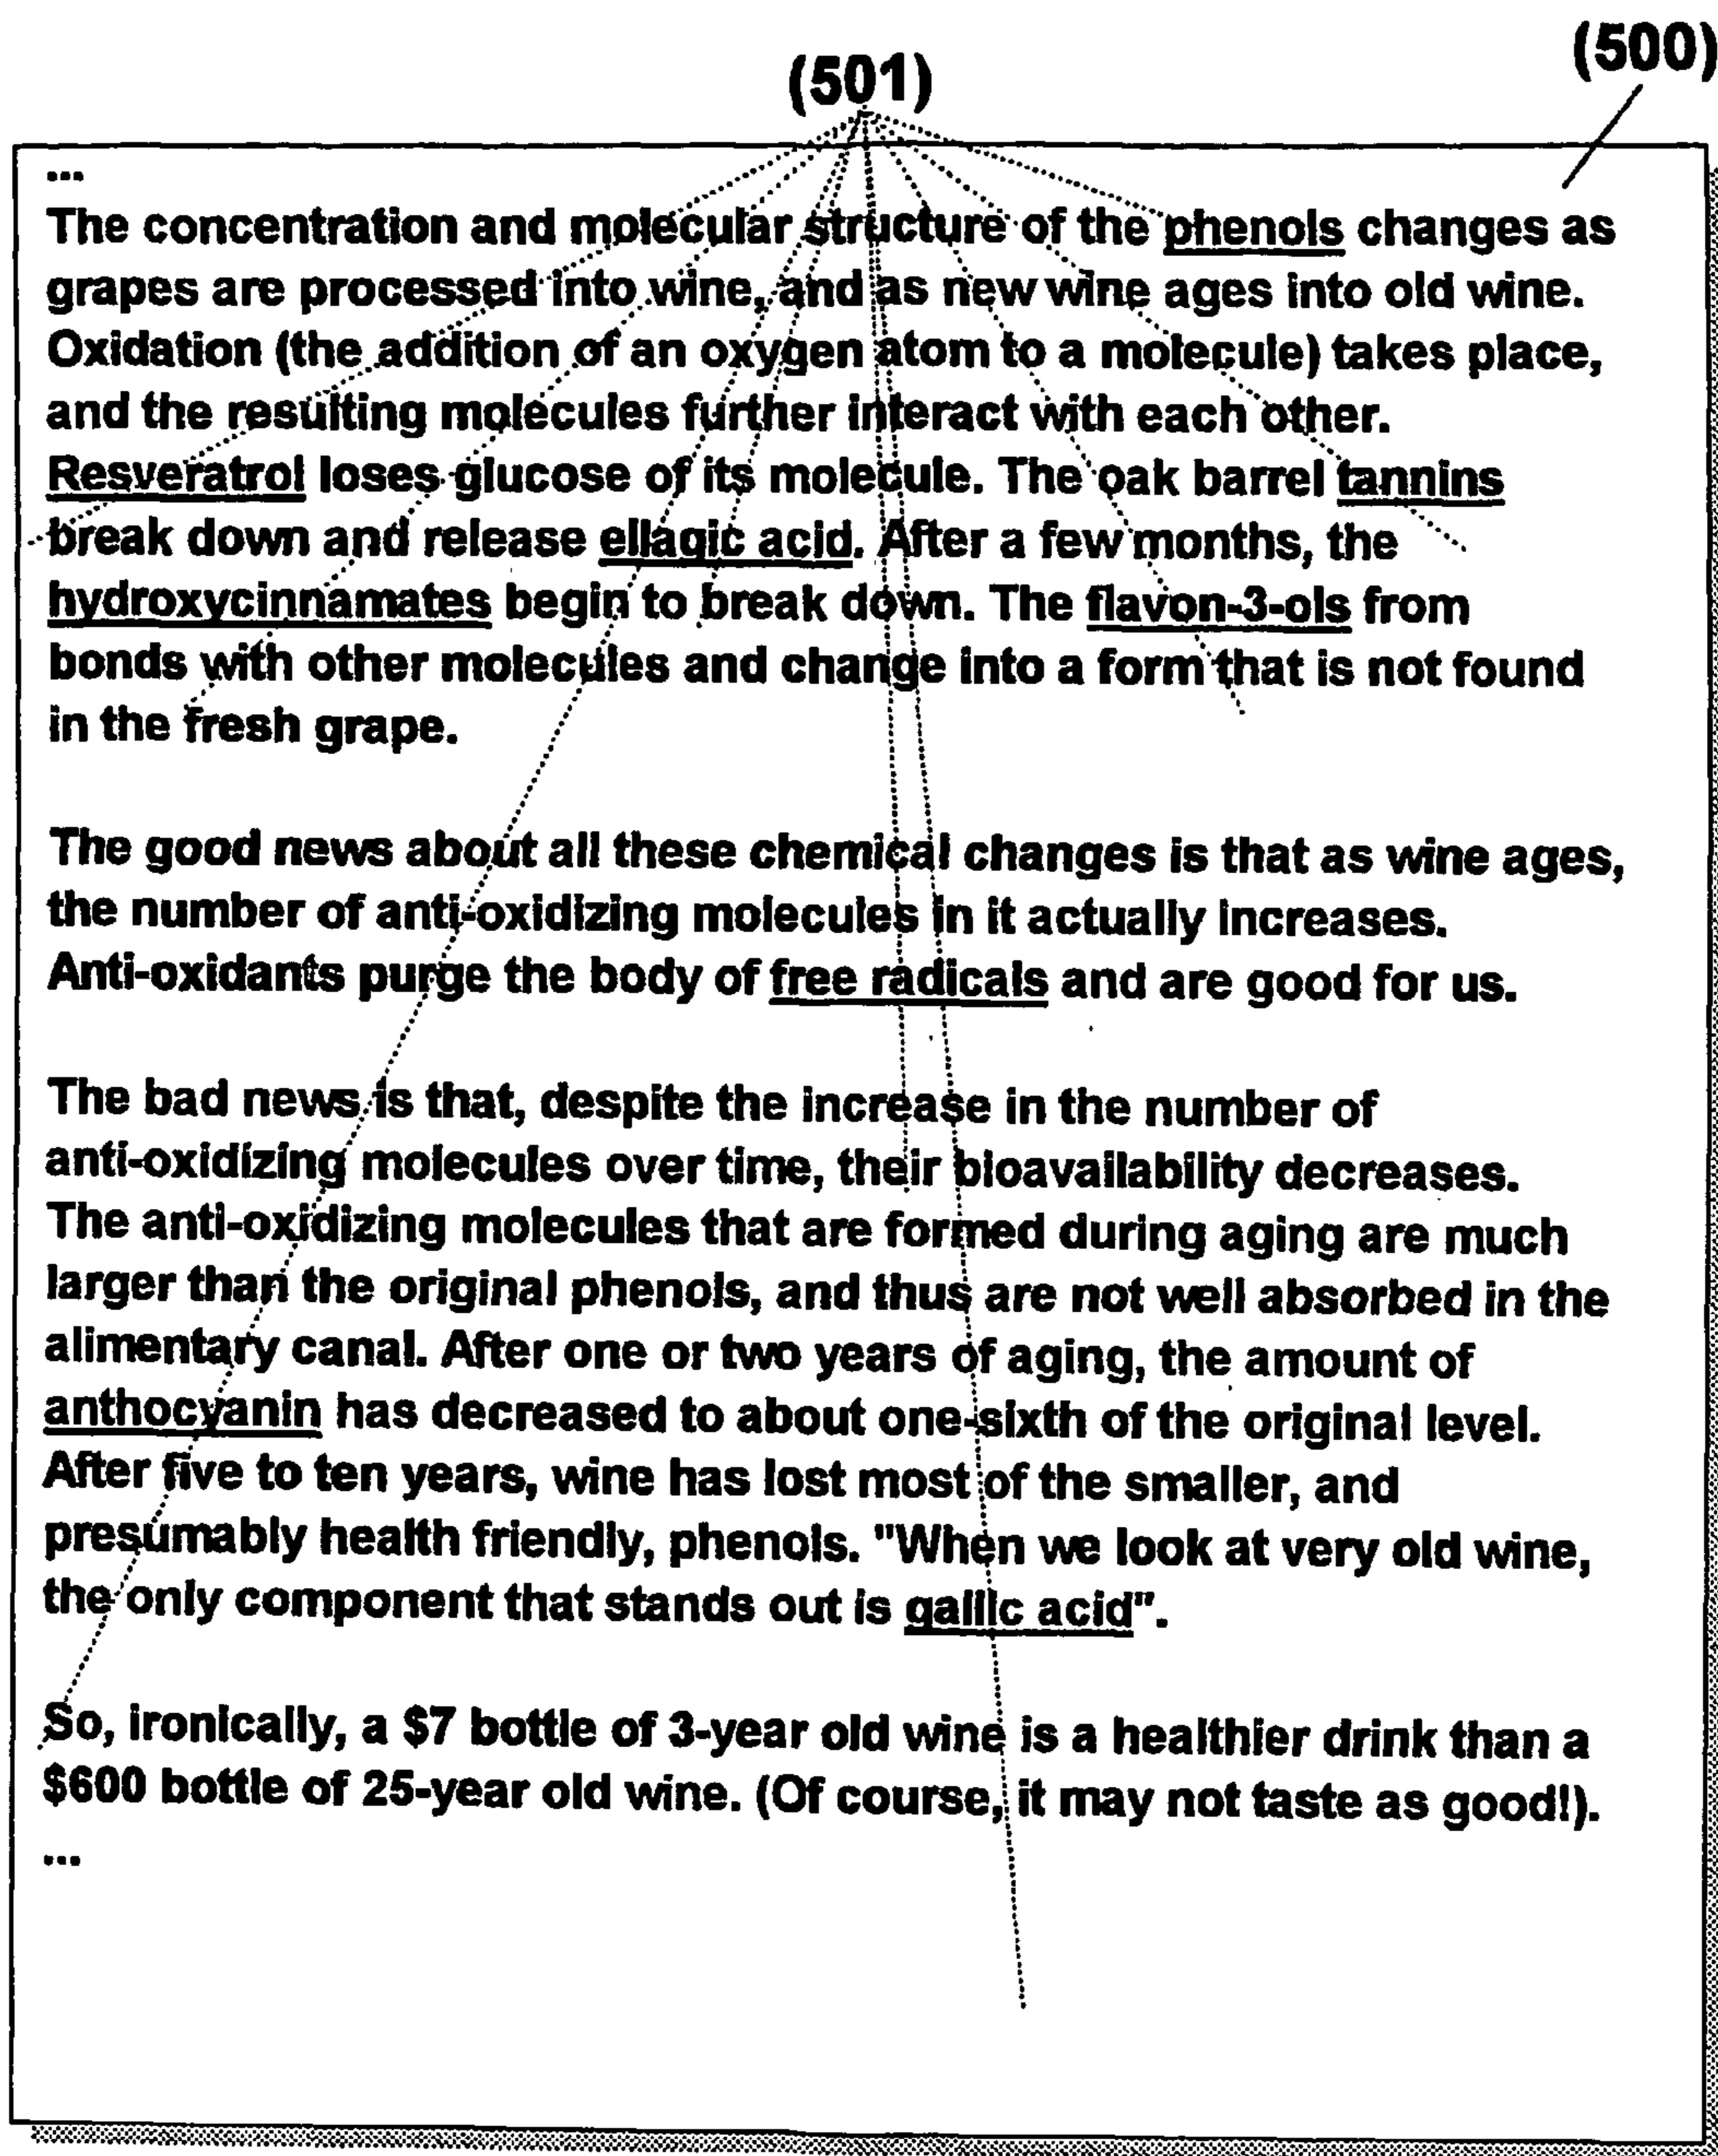 (500)
(501)
...
The concentration and molecular structure of the phenols changes as
grapes are processed into wine, and as new wine ages into old wine.
Oxidation (the addition of an oxygen atom to a molecule) takes place,
and the resulting molecules further interact with each other.
Resveratrol loses glucose of its molecule. The oak barrel tannins
break down and release ellagic acid. After a few months, the
hydroxycinnamates begin to break down. The flavon-3-ols from
bonds with other molecules and change into a form that is not found
in the fresh grape.
The good news about all these chemical changes is that as wine ages,
the number of anti-oxidizing molecules in it actually increases.
Anti-oxidants purge the body of free radicals and are good for us.
The bad news is that, despite the increase in the number of
anti-oxidizing molecules over time, their bioavailability decreases.
The anti-oxidizing molecules that are formed during aging are much
larger than the original phenols, and thus are not well absorbed in the
alimentary canal. After one or two years of aging, the amount of
anthocyanin has decreased to about one-sixth of the original level.
After five to ten years, wine has lost most of the smaller, and
presumably health friendly, phenols. "When we look at very old wine,
the only component that stands out is gallic acid".
So, ironically, a $7 bottle of 3-year old wine is a healthier drink than a
$600 bottle of 25-year old wine. (Of course, it may not taste as good!).
...